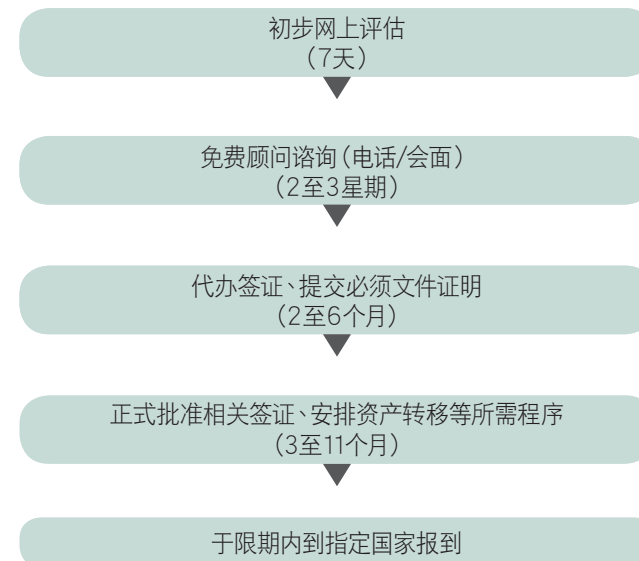 初步网上评估
（7天）
免费顾问谘询（电话/会面）
（2至3星期）
代办签证、提交必须文件证明
（2至6个月）
正式批准相关签证、安排资产转移等所需程序
（3至11个月）
于限期内到指定国家报到